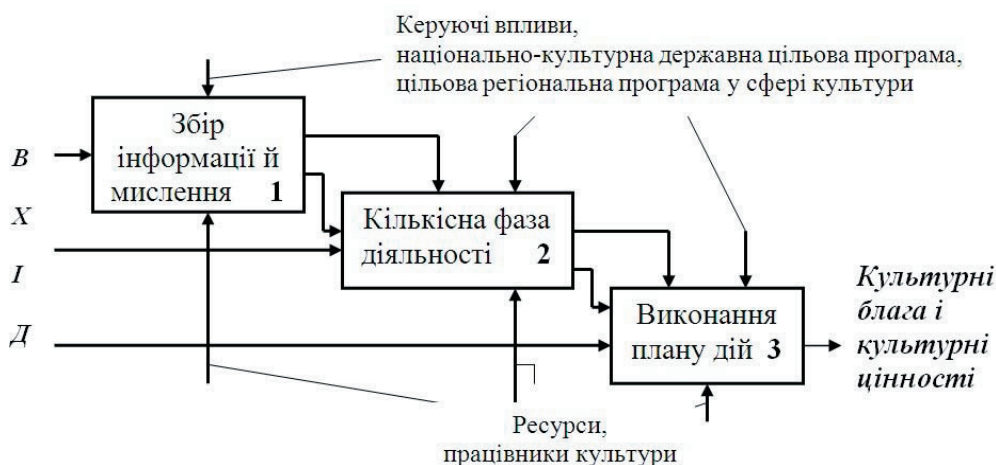 Керуючі впливи,
національно-культурна державна цільова програма,
цільова регіональна програма у сфері культури
Збір
інформації й
мислення 1
В
Х
І
Д
Кількісна фаза
діяльності 2
Виконання
плану дій 3
Культурні
блага і
культурні
цінності
Ресурси,
працівники культури